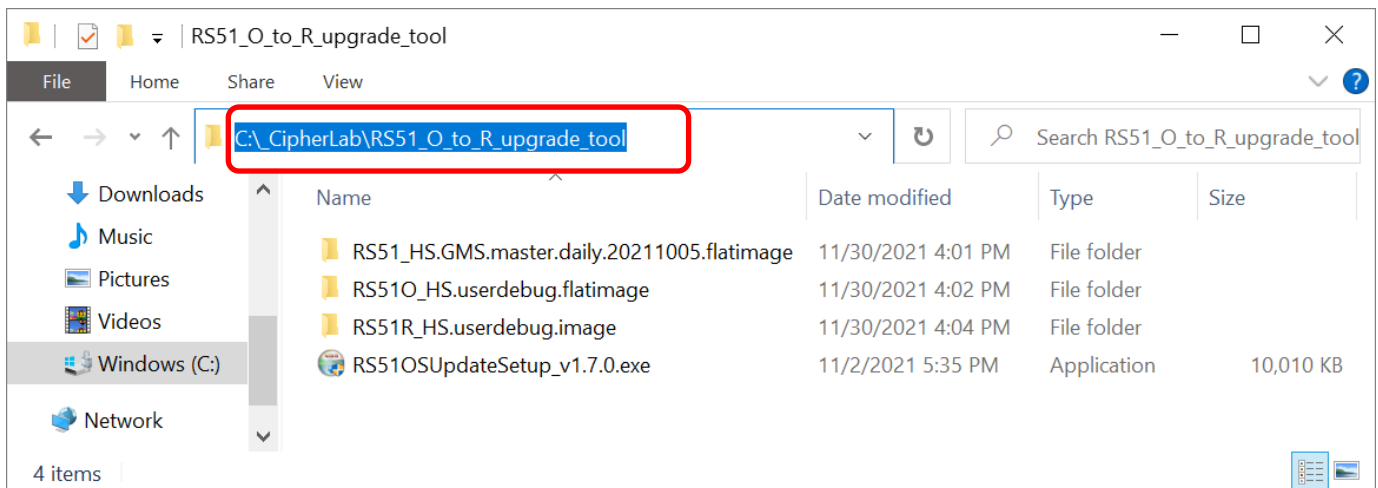 RS51_O_to_R_upgrade_tool
File Home Share View
C:\_CipherLab\RS51_O_to_R_upgrade_tool Search RS51_O_to_R_upgrade_tool
Downloads Name Date modified Type Size
Music RS51_HS.GMS.master.daily.20211005.flatimage 11/30/2021 4:01 PM File folder
Pictures RS51O_HS.userdebug.flatimage 11/30/2021 4:02 PM File folder
Videos RS51R_HS.userdebug.image 11/30/2021 4:04 PM File folder
Windows (C:) RS51OSUpdateSetup_v1.7.0.exe 11/2/2021 5:35 PM Application 10,010 KB
Network
4 items